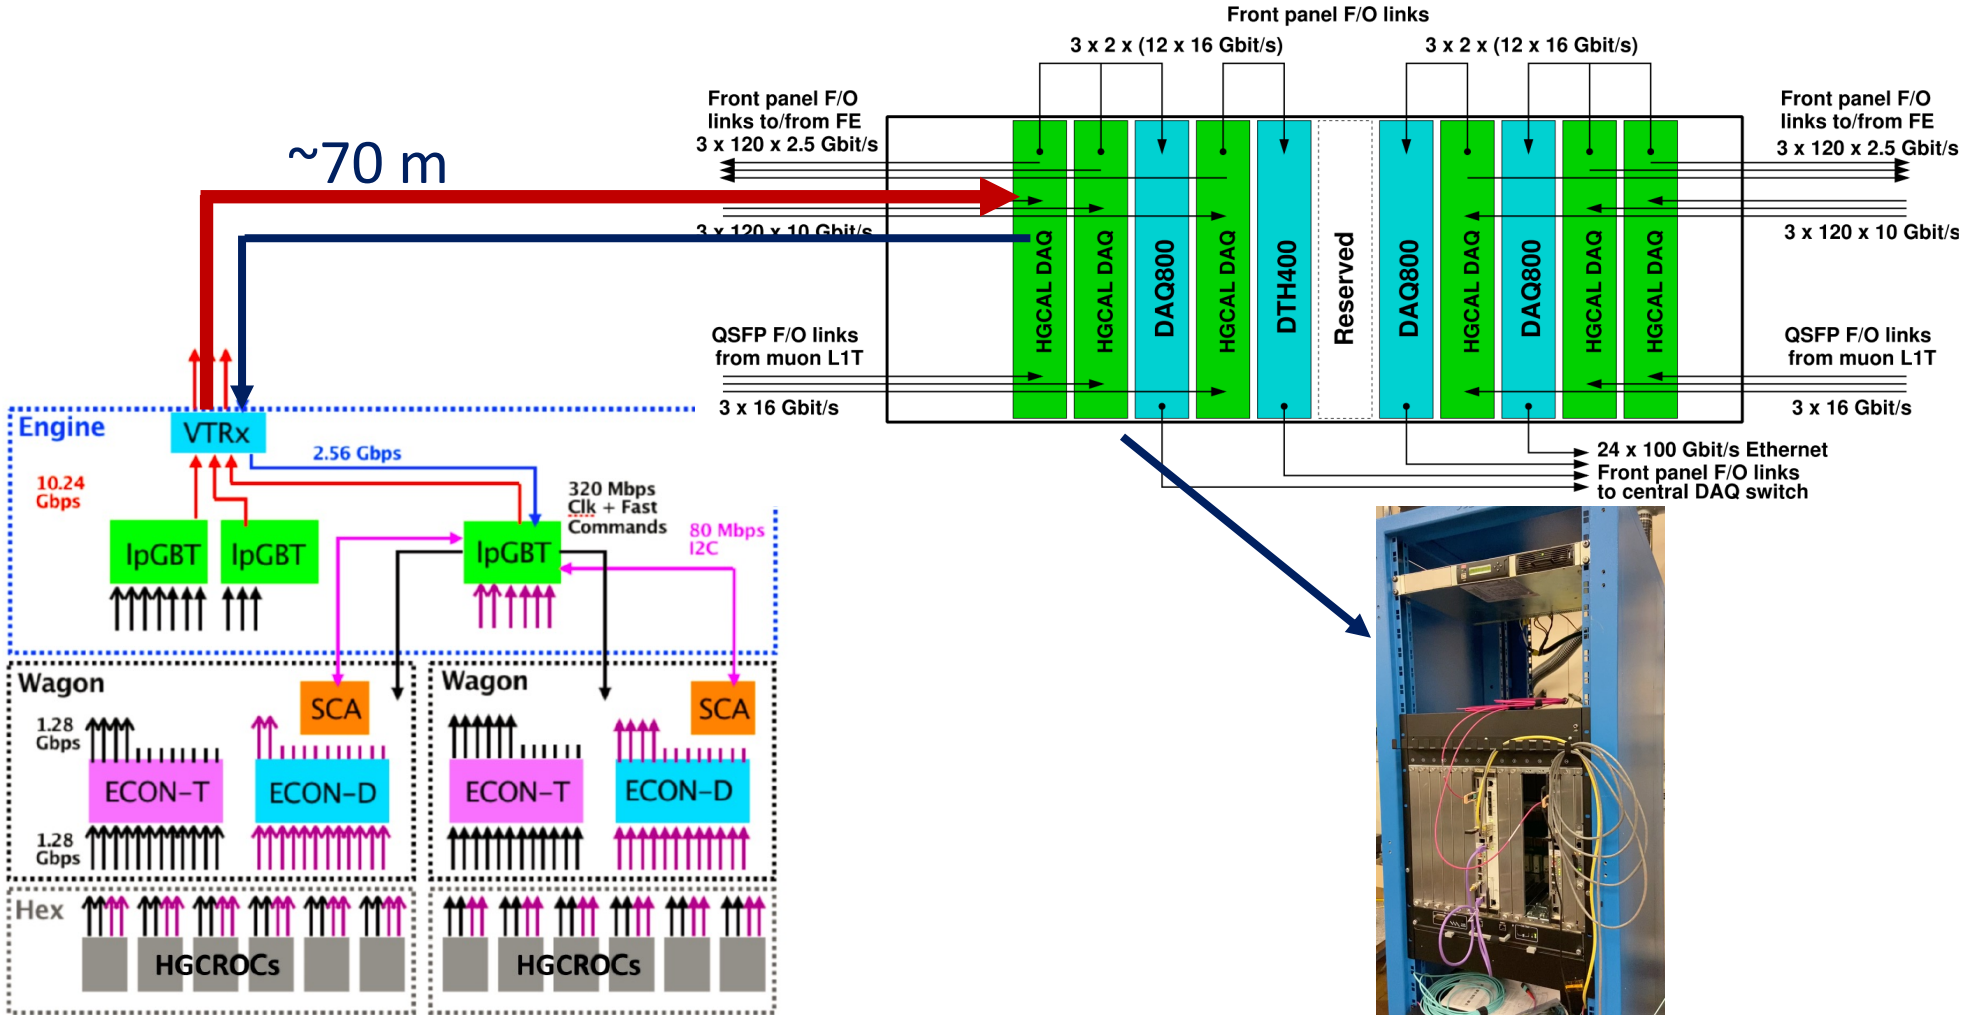 Front panel F/O links
3 x 2 x (12 x 16 Gbit/s)
3 x 2 x (12 x 16 Gbit/s)
Front panel F/O
links to/from FE
3 x 120 x 2.5 Gbit/s
Front panel F/O
links to/from FE
3 x 120 x 2.5 Gbit/s
~70 m
3 x 120 x 10 Gbit/s
3 x 120 x 10 Gbit/s
HGCAL DAQ
HGCAL DAQ
DAQ800
HGCAL DAQ
DTH400
Reserved
DAQ800
HGCAL DAQ
DAQ800
HGCAL DAQ
HGCAL DAQ
QSFP F/O links
from muon L1T
3 x 16 Gbit/s
QSFP F/O links
from muon L1T
3 x 16 Gbit/s
24 x 100 Gbit/s Ethernet
Front panel F/O links
to central DAQ switch
Engine
VTRx
2.56 Gbps
10.24
Gbps
320 Mbps
Clk + Fast
Commands
80 Mbps
I2C
lpGBT
lpGBT
lpGBT
Wagon
SCA
1.28
Gbps
ECON-T
ECON-D
1.28
Gbps
Wagon
SCA
ECON-T
ECON-D
Hex
HGCROCs
HGCROCs